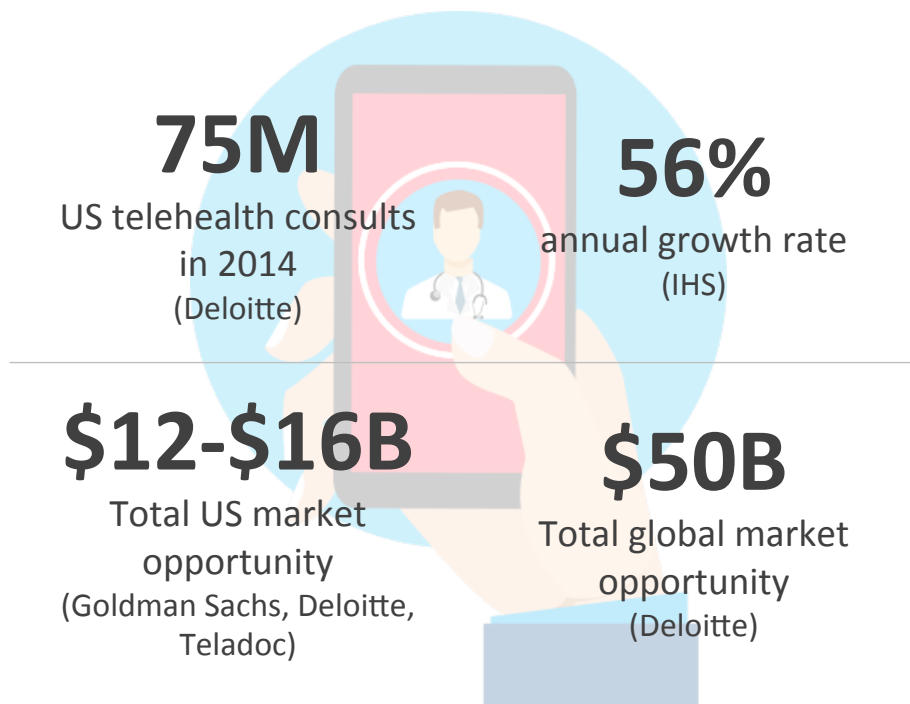 75M
US telehealth consults
in 2014
(Deloitte)
56%
annual growth rate
(IHS)
$12-$16B
Total US market
opportunity
(Goldman Sachs, Deloitte,
Teladoc)
$50B
Total global market
opportunity
(Deloitte)